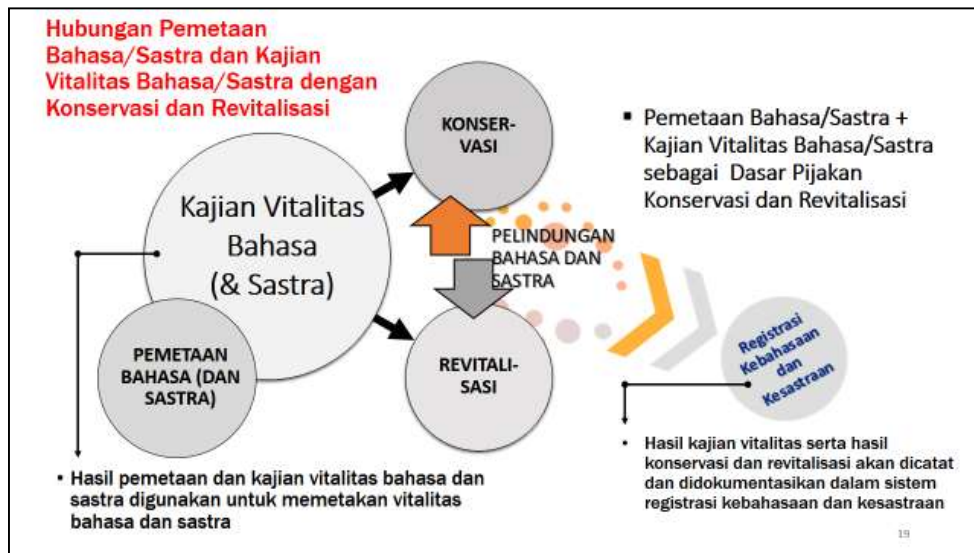 Hubungan Pemetaan
Bahasa/Sastra dan Kajian
Vitalitas Bahasa/Sastra dengan
Konservasi dan Revitalisasi
KONSER-
VASI
▪ Pemetaan Bahasa/Sastra +
Kajian Vitalitas Bahasa/Sastra
sebagai Dasar Pijakan
Konservasi dan Revitalisasi
Kajian Vitalitas
Bahasa
(& Sastra)
PELINDUNGAN
BAHASA DAN
SASTRA
PEMETAAN
BAHASA (DAN
SASTRA)
REVITALI-
SASI
Registrasi
Kebahasaan
dan
Kesastraan
• Hasil pemetaan dan kajian vitalitas bahasa dan
sastra digunakan untuk memetakan vitalitas
bahasa dan sastra
• Hasil kajian vitalitas serta hasil
konservasi dan revitalisasi akan dicatat
dan didokumentasikan dalam sistem
registrasi kebahasaan dan kesastraan
19